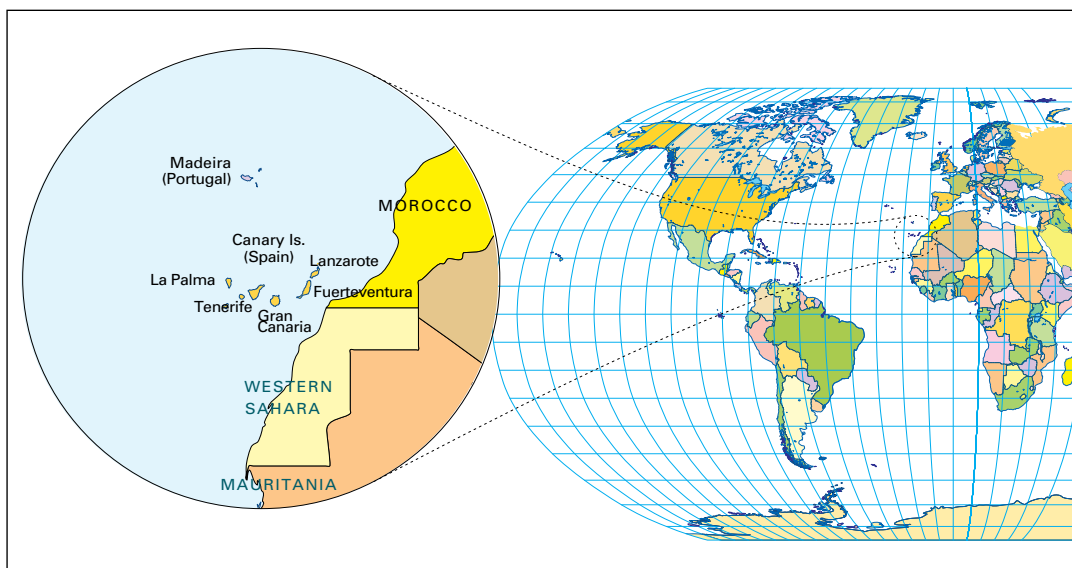 Madeira
(Portugal)
MOROCCO
Canary Is.
(Spain)
Lanzarote
La Palma
Fuerteventura
Tenerife
Gran
Canaria
WESTERN
SAHARA
MAURITANIA